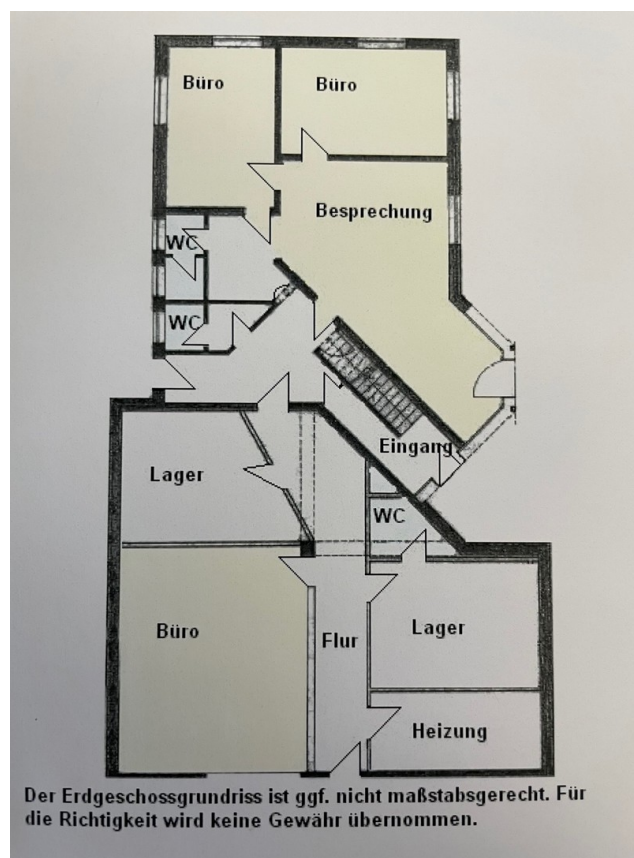 Büro
Büro
Besprechung
WC
WC
Eingang
Lager
WC
Büro
Flur
Lager
Heizung
Der Erdgeschossgrundriss ist ggf. nicht maßstabsgerecht. Für
die Richtigkeit wird keine Gewähr übernommen.